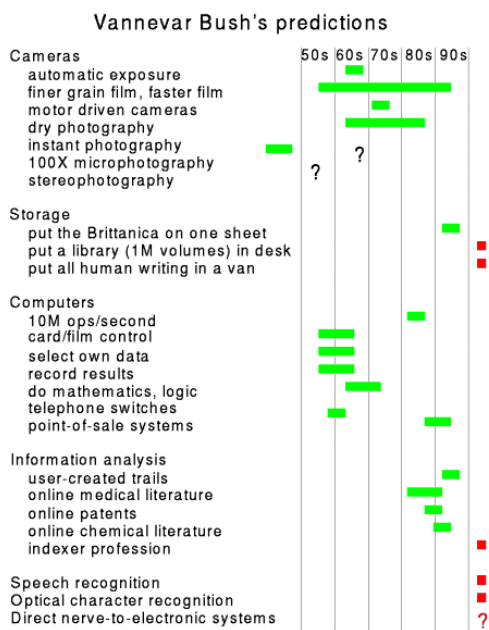 Vannevar Bush's predictions
Cameras 50s 60s 70s 80s 90s
automatic exposure
finer grain film, faster film
motor driven cameras
dry photography
instant photography
100X microphotography ?
stereophotography ?
Storage
put the Brittanica on one sheet
put a library (1M volumes) in desk
put all human writing in a van
Computers
10M ops/second
card/film control
select own data
record results
do mathematics, logic
telephone switches
point-of-sale systems
Information analysis
user-created trails
online medical literature
online patents
online chemical literature
indexer profession
Speech recognition
Optical character recognition
Direct nerve-to-electronic systems ?